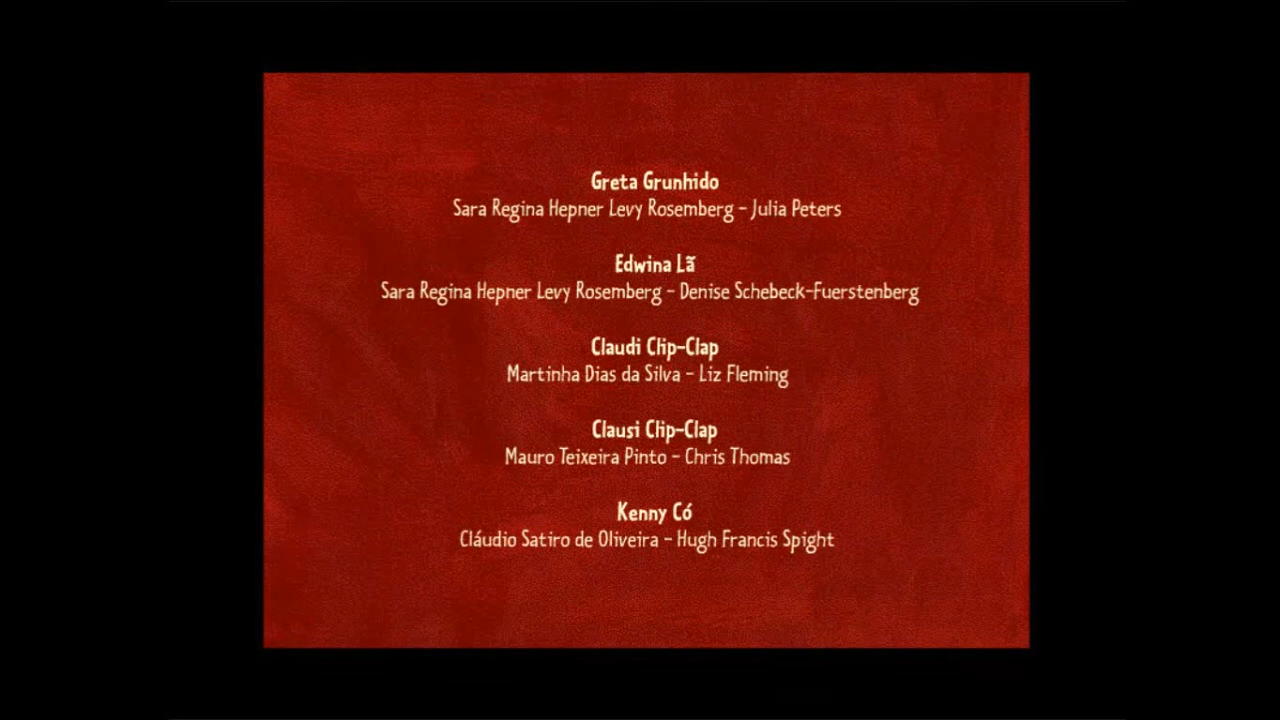 Greta Grunhido
Sara Regina Hepner Levy Rosemberg - Julia Peters
Edwina Lã
Sara Regina Hepner Levy Rosemberg - Denise Schebeck-Fuerstenberg
Claudi Clip-Clap
Martinha Dias da Silva - Liz Fleming
Clausi Clip-Clap
Mauro Teixeira Pinto - Chris Thomas
Kenny Có
Cláudio Satiro de Oliveira - Hugh Francis Spight